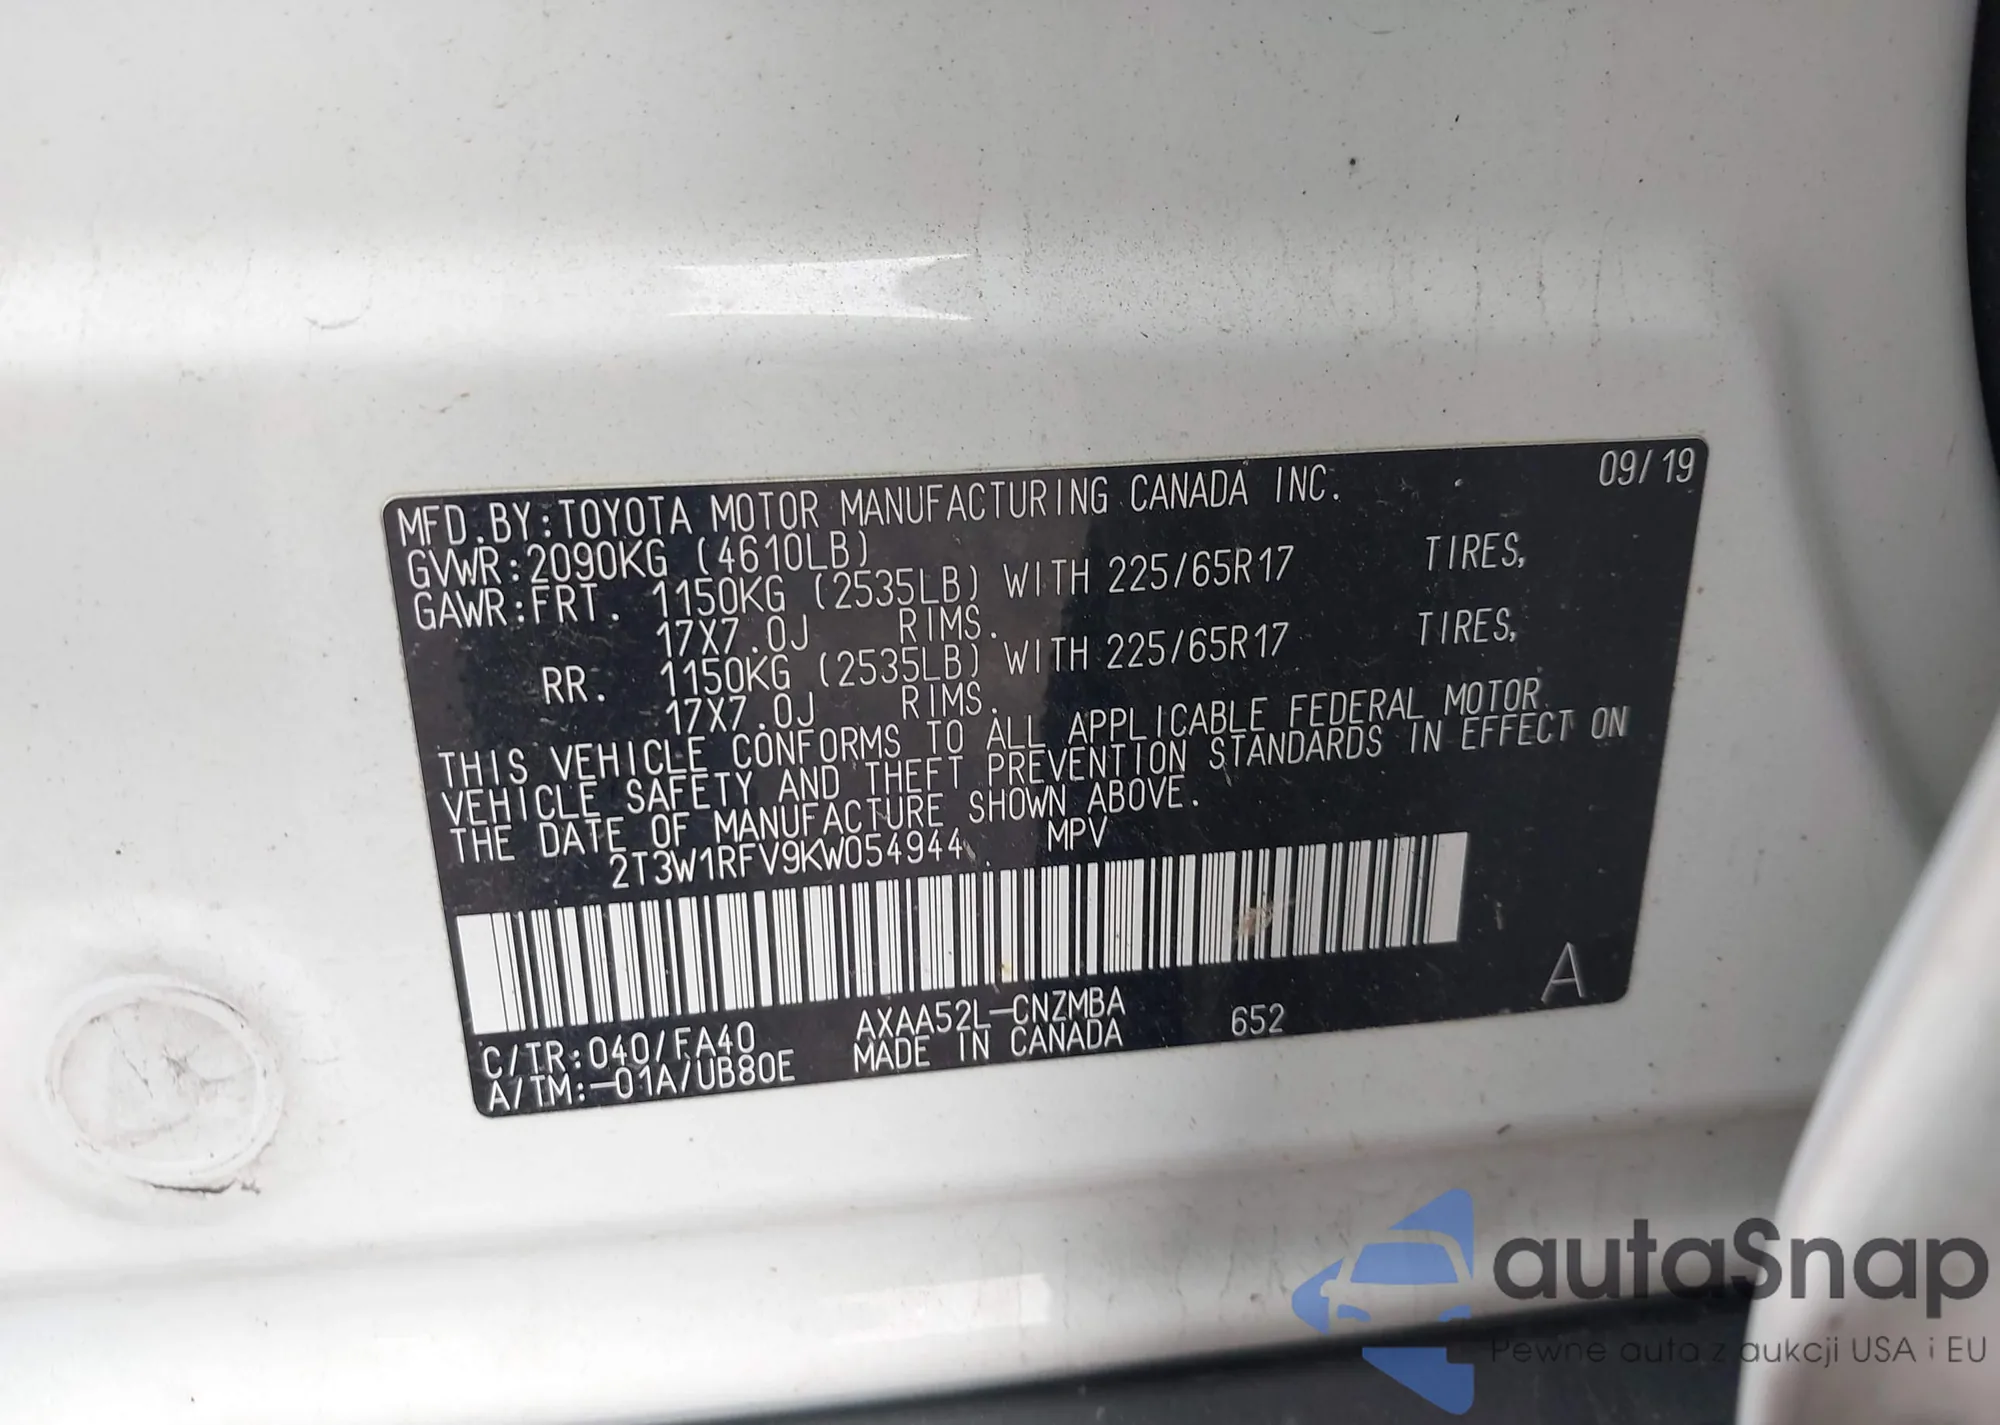 09/19
MFD.BY:TOYOTA MOTOR MANUFACTURING CANADA INC.
GVWR:2090KG (4610LB)
GAWR:FRT. 1150KG (2535LB) WITH 225/65R17 TIRES,
17X7.0J RIMS.
RR. 1150KG (2535LB) WITH 225/65R17 TIRES,
17X7.0J RIMS.
THIS VEHICLE CONFORMS TO ALL APPLICABLE FEDERAL MOTOR
VEHICLE SAFETY AND THEFT PREVENTION STANDARDS IN EFFECT ON
THE DATE OF MANUFACTURE SHOWN ABOVE.
2T3W1RFV9KW054944 MPV
A
C/TR:040/FA40 AXAA52L-CNZMBA 652
A/TM:-01A/UB80E MADE IN CANADA
autaSnap
Pewne auta z aukcji USA i EU